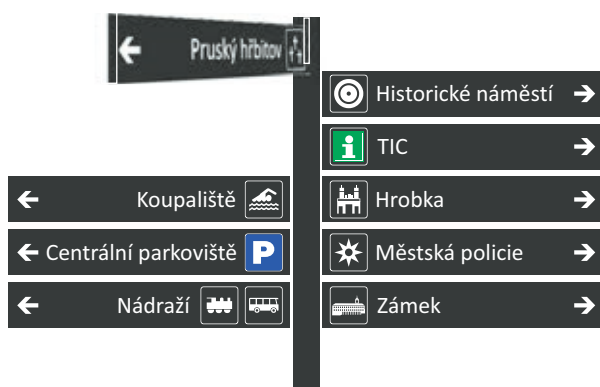 Pruský hřbitov
Historické náměstí
TIC
Koupaliště
Hrobka
Centrální parkoviště P
Městská policie
Nádraží
Zámek